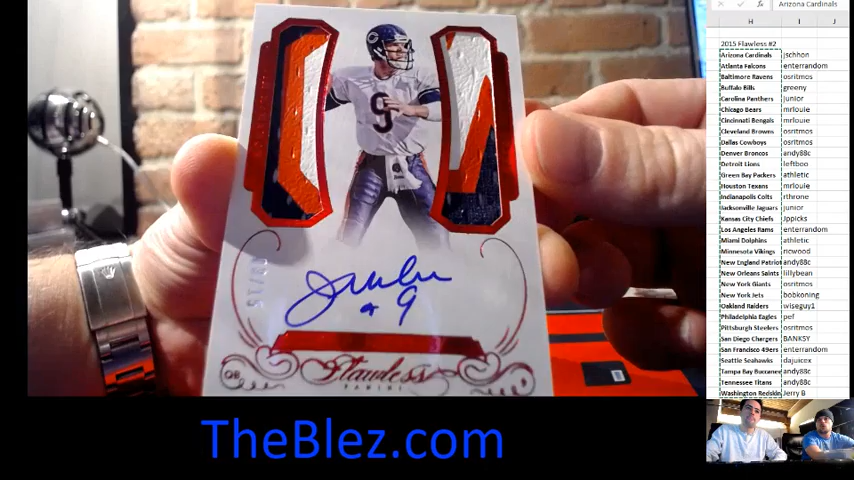 9
#9
QB
Flawless
PANINI
TheBlez.com
Arizona Cardinals
H I J
2015 Flawless #2
Arizona Cardinals jschhon
Atlanta Falcons enterrandom
Baltimore Ravens osritmos
Buffalo Bills greeny
Carolina Panthers junior
Chicago Bears mrlouie
Cincinnati Bengals mrlouie
Cleveland Browns osritmos
Dallas Cowboys osritmos
Denver Broncos andy88c
Detroit Lions leftboo
Green Bay Packers athletic
Houston Texans mrlouie
Indianapolis Colts rthrone
Jacksonville Jaguars junior
Kansas City Chiefs Jppicks
Los Angeles Rams enterrandom
Miami Dolphins athletic
Minnesota Vikings ricwood
New England Patriot andy88c
New Orleans Saints lillybean
New York Giants osritmos
New York Jets bobkoning
Oakland Raiders wiseguy1
Philadelphia Eagles pef
Pittsburgh Steelers osritmos
San Diego Chargers BANKSY
San Francisco 49ers enterrandom
Seattle Seahawks dajuicex
Tampa Bay Buccanee andy88c
Tennessee Titans andy88c
Washington Redskin Jerry B